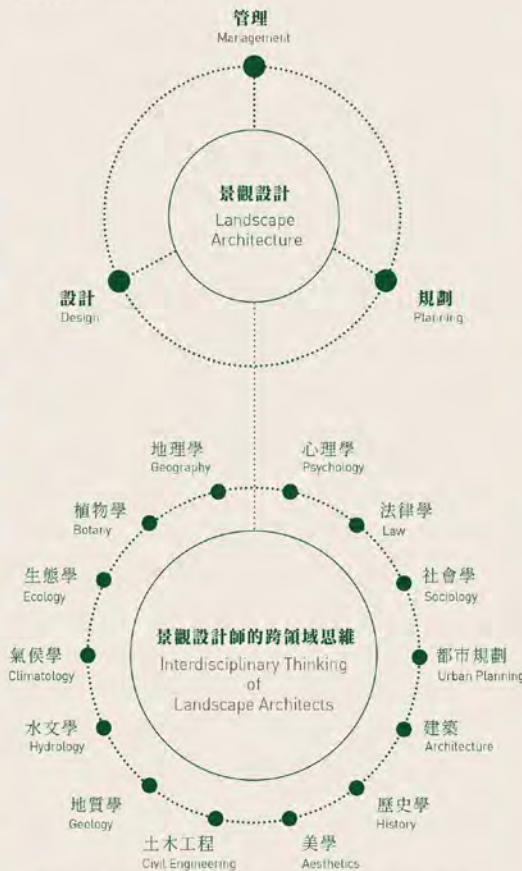 管理
Management
景觀設計
Landscape
Architecture
設計
Design
規劃
Planning
地理學
Geography
心理學
Psychology
植物學
Botany
法律學
Law
生態學
Ecology
社會學
Sociology
氣侯學
Climatology
景觀設計師的跨領域思維
Interdisciplinary Thinking
of
Landscape Architects
都市規劃
Urban Planning
水文學
Hydrology
建築
Architecture
地質學
Geology
歷史學
History
土木工程
Civil Engineering
美學
Aesthetics